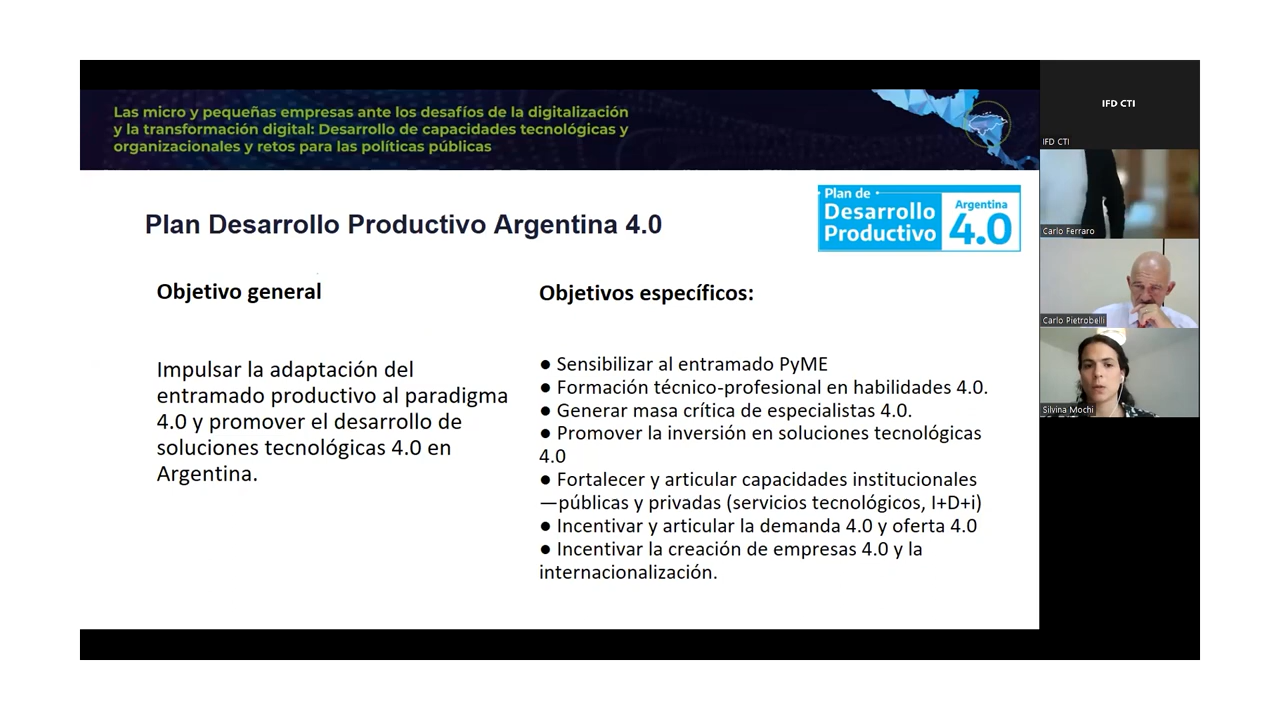 Las micro y pequeñas empresas ante los desafíos de la digitalización
y la transformación digital: Desarrollo de capacidades tecnológicas y
organizacionales y retos para las políticas públicas
Plan Desarrollo Productivo Argentina 4.0
Plan de
Desarrollo
Productivo
Argentina
4.0
Objetivo general
Impulsar la adaptación del
entramado productivo al paradigma
4.0 y promover el desarrollo de
soluciones tecnológicas 4.0 en
Argentina.
Objetivos específicos:
● Sensibilizar al entramado PyME
● Formación técnico-profesional en habilidades 4.0.
● Generar masa crítica de especialistas 4.0.
● Promover la inversión en soluciones tecnológicas
4.0
● Fortalecer y articular capacidades institucionales
—públicas y privadas (servicios tecnológicos, I+D+i)
● Incentivar y articular la demanda 4.0 y oferta 4.0
● Incentivar la creación de empresas 4.0 y la
internacionalización.
IFD CTI
IFD CTI
Carlo Ferraro
Carlo Pietrobelli
Silvina Mochi